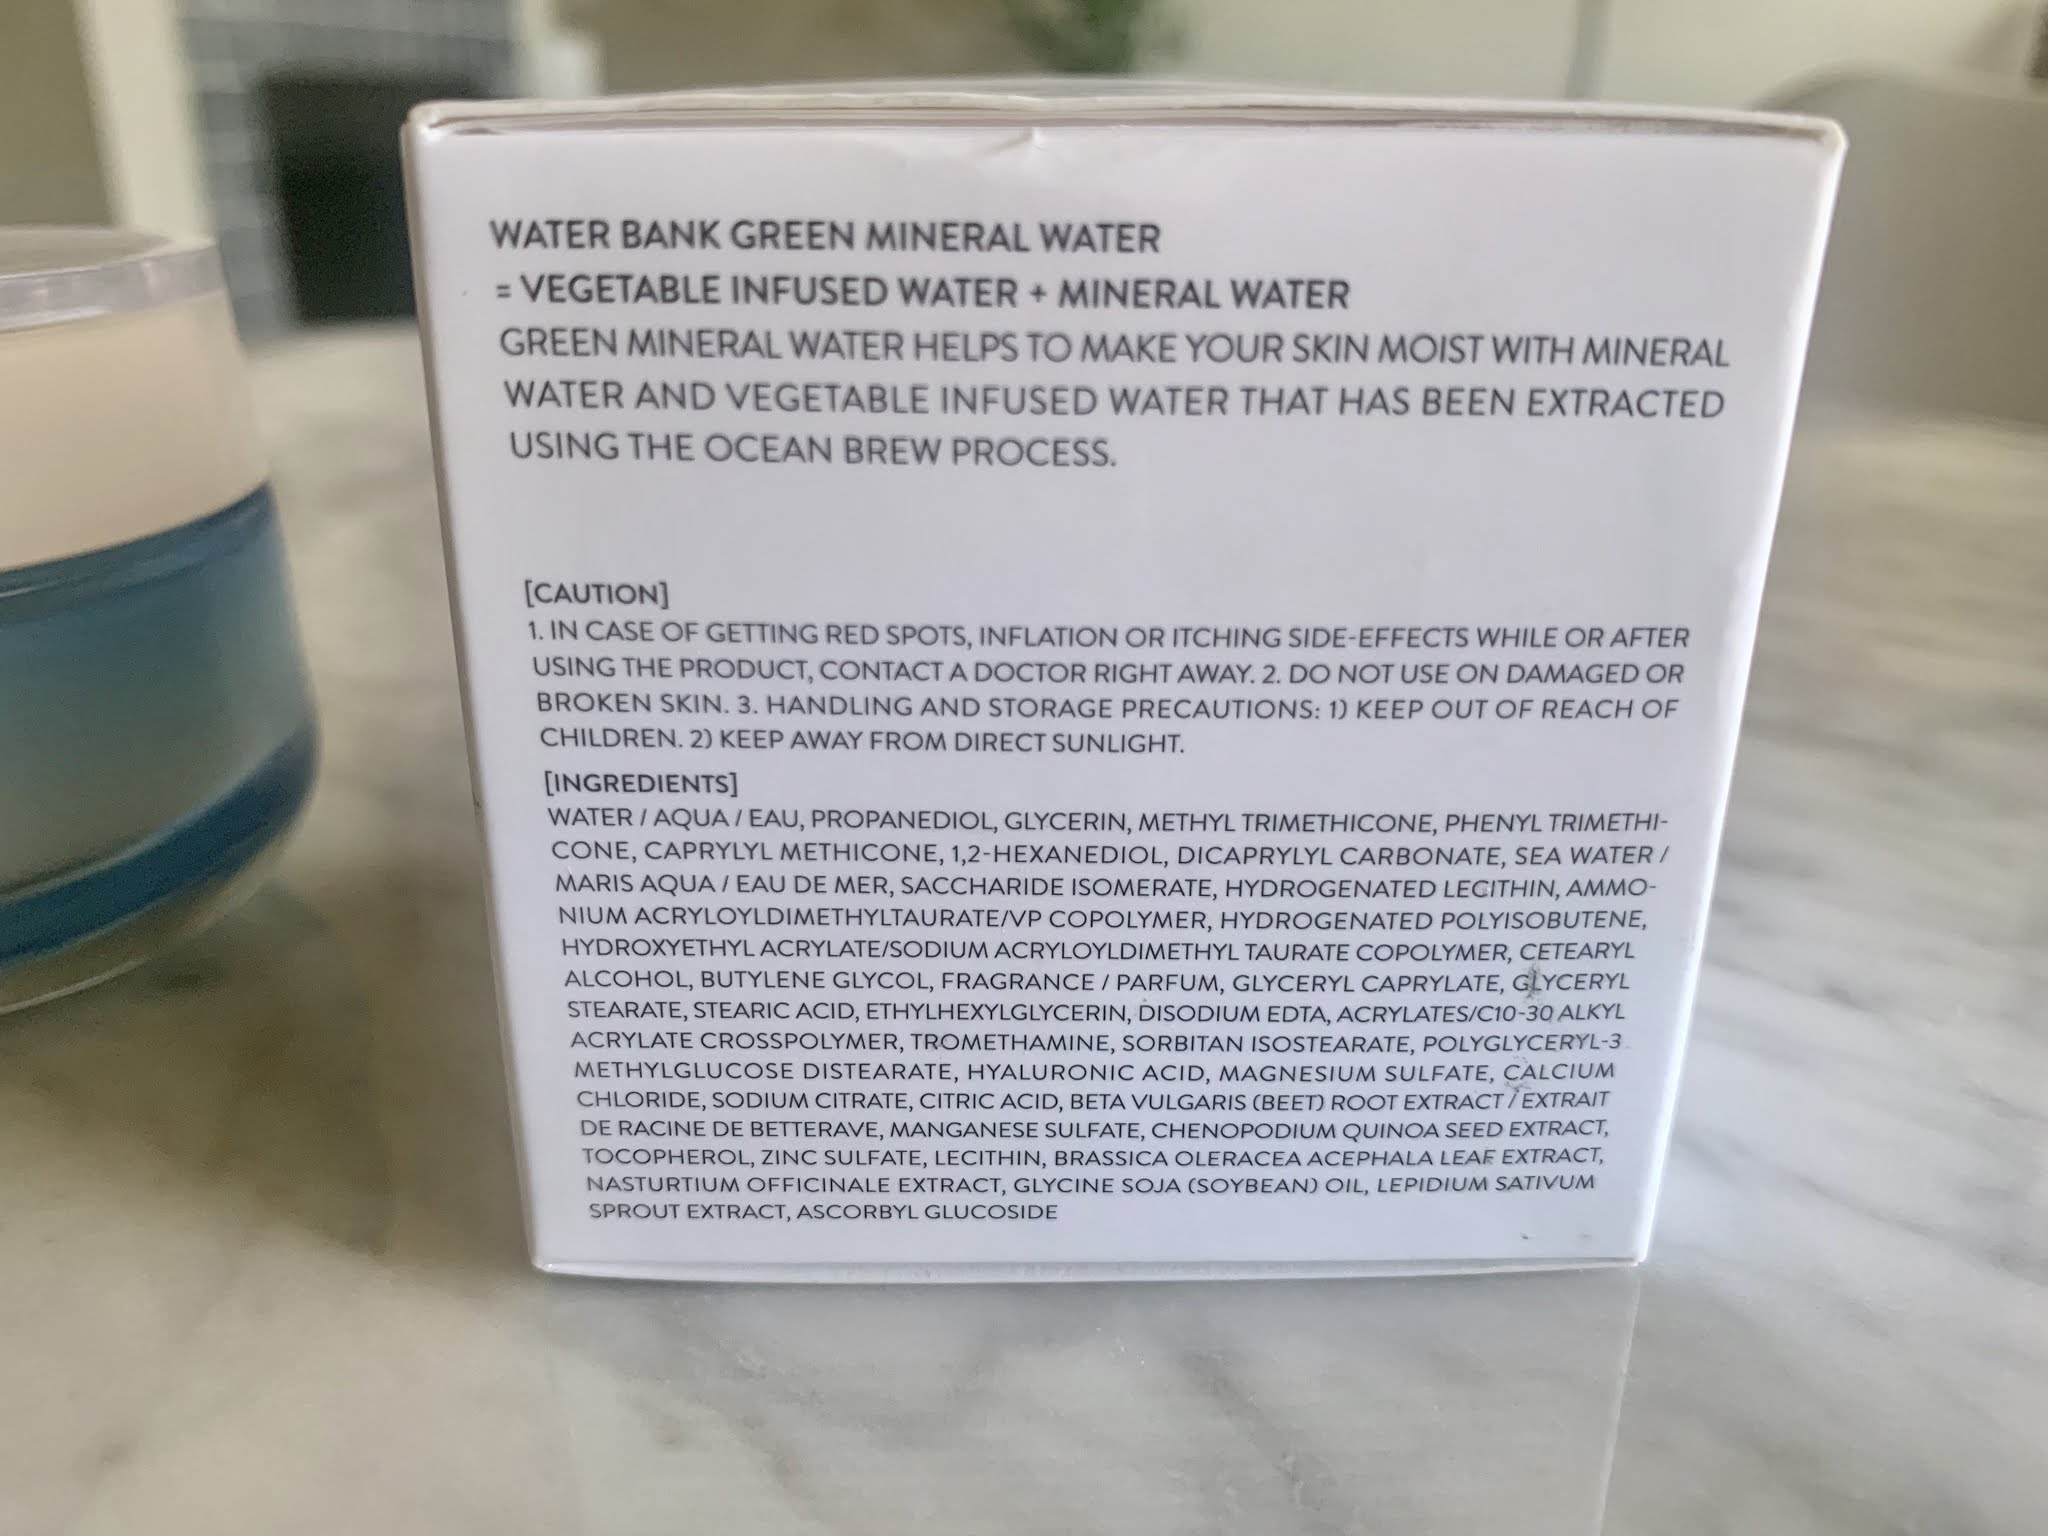 WATER BANK GREEN MINERAL WATER
= VEGETABLE INFUSED WATER + MINERAL WATER
GREEN MINERAL WATER HELPS TO MAKE YOUR SKIN MOIST WITH MINERAL
WATER AND VEGETABLE INFUSED WATER THAT HAS BEEN EXTRACTED
USING THE OCEAN BREW PROCESS.
[CAUTION]
1. IN CASE OF GETTING RED SPOTS, INFLATION OR ITCHING SIDE-EFFECTS WHILE OR AFTER
USING THE PRODUCT, CONTACT A DOCTOR RIGHT AWAY. 2. DO NOT USE ON DAMAGED OR
BROKEN SKIN. 3. HANDLING AND STORAGE PRECAUTIONS: 1) KEEP OUT OF REACH OF
CHILDREN. 2) KEEP AWAY FROM DIRECT SUNLIGHT.
[INGREDIENTS]
WATER / AQUA / EAU, PROPANEDIOL, GLYCERIN, METHYL TRIMETHICONE, PHENYL TRIMETHI-
CONE, CAPRYLYL METHICONE, 1,2-HEXANEDIOL, DICAPRYLYL CARBONATE, SEA WATER /
MARIS AQUA / EAU DE MER, SACCHARIDE ISOMERATE, HYDROGENATED LECITHIN, AMMO-
NIUM ACRYLOYLDIMETHYLTAURATE/VP COPOLYMER, HYDROGENATED POLYISOBUTENE,
HYDROXYETHYL ACRYLATE/SODIUM ACRYLOYLDIMETHYL TAURATE COPOLYMER, CETEARYL
ALCOHOL, BUTYLENE GLYCOL, FRAGRANCE / PARFUM, GLYCERYL CAPRYLATE, GLYCERYL
STEARATE, STEARIC ACID, ETHYLHEXYLGLYCERIN, DISODIUM EDTA, ACRYLATES/C10-30 ALKYL
ACRYLATE CROSSPOLYMER, TROMETHAMINE, SORBITAN ISOSTEARATE, POLYGLYCERYL-3
METHYLGLUCOSE DISTEARATE, HYALURONIC ACID, MAGNESIUM SULFATE, CALCIUM
CHLORIDE, SODIUM CITRATE, CITRIC ACID, BETA VULGARIS (BEET) ROOT EXTRACT / EXTRAIT
DE RACINE DE BETTERAVE, MANGANESE SULFATE, CHENOPODIUM QUINOA SEED EXTRACT,
TOCOPHEROL, ZINC SULFATE, LECITHIN, BRASSICA OLERACEA ACEPHALA LEAF EXTRACT,
NASTURTIUM OFFICINALE EXTRACT, GLYCINE SOJA (SOYBEAN) OIL, LEPIDIUM SATIVUM
SPROUT EXTRACT, ASCORBYL GLUCOSIDE